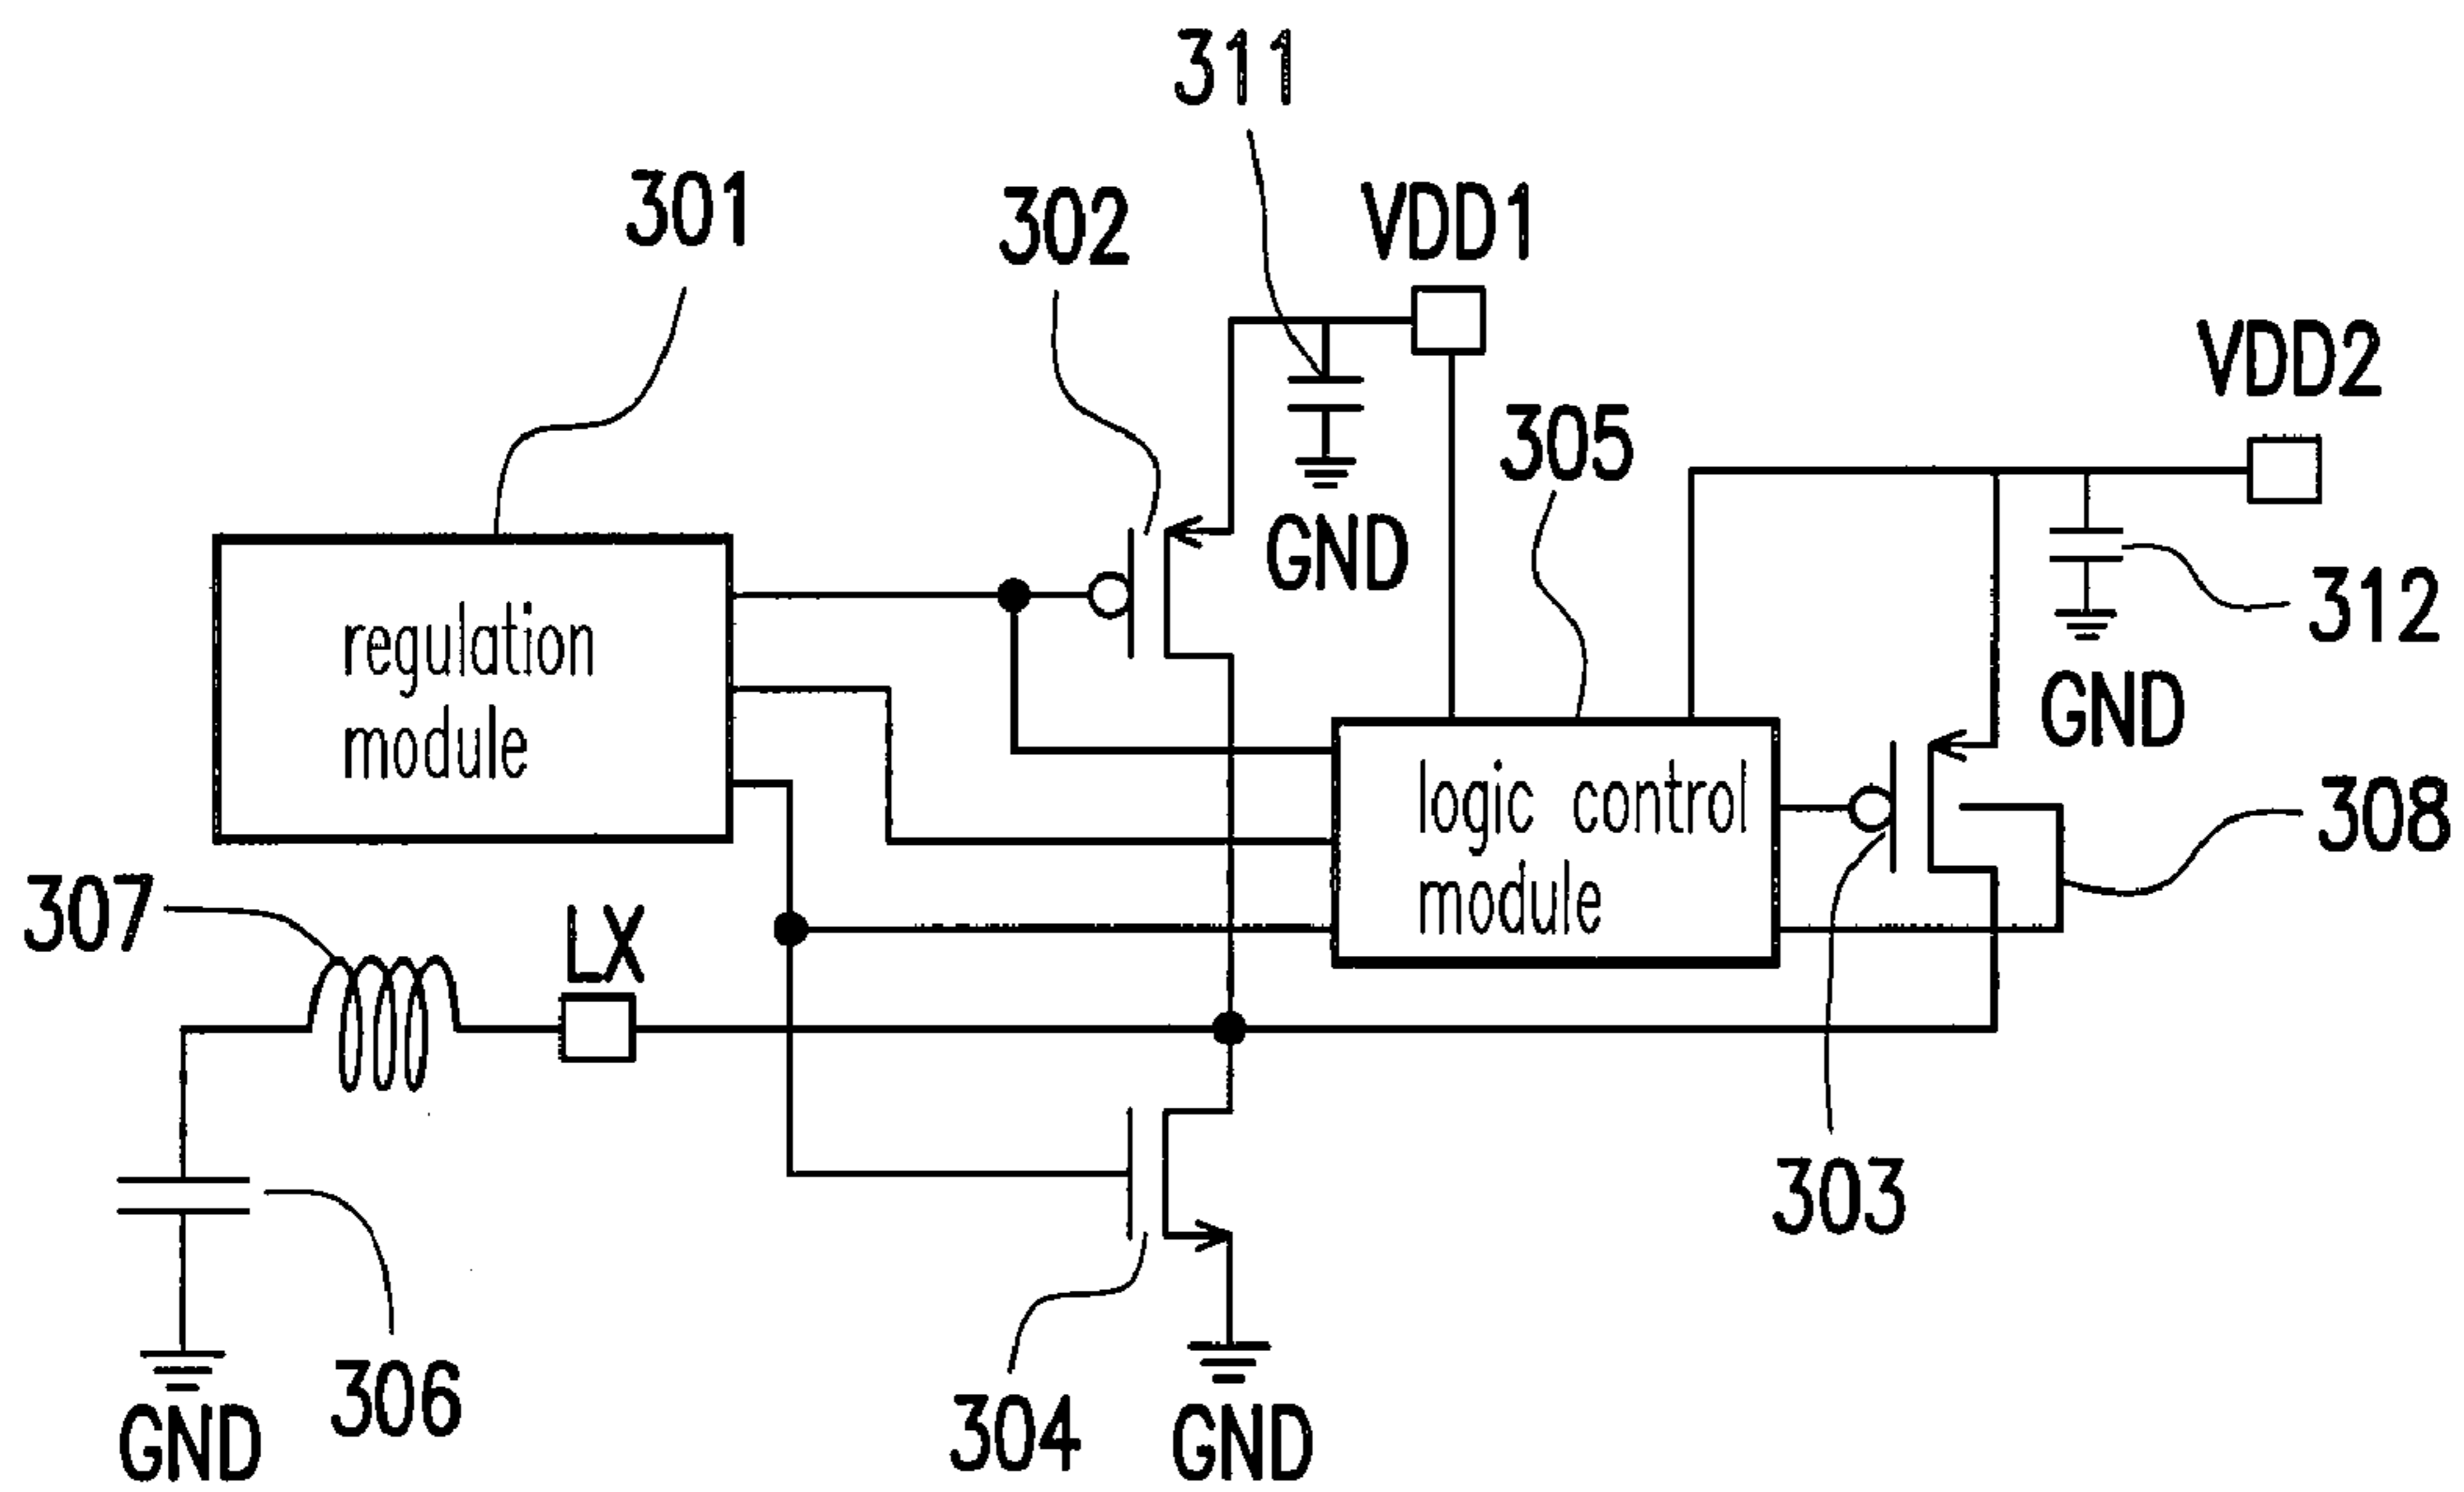 311
301
302
VDD1
VDD2
305
GND
312
regulation
module
GND
logic control
module
308
307
LX
303
306
304
GND
GND